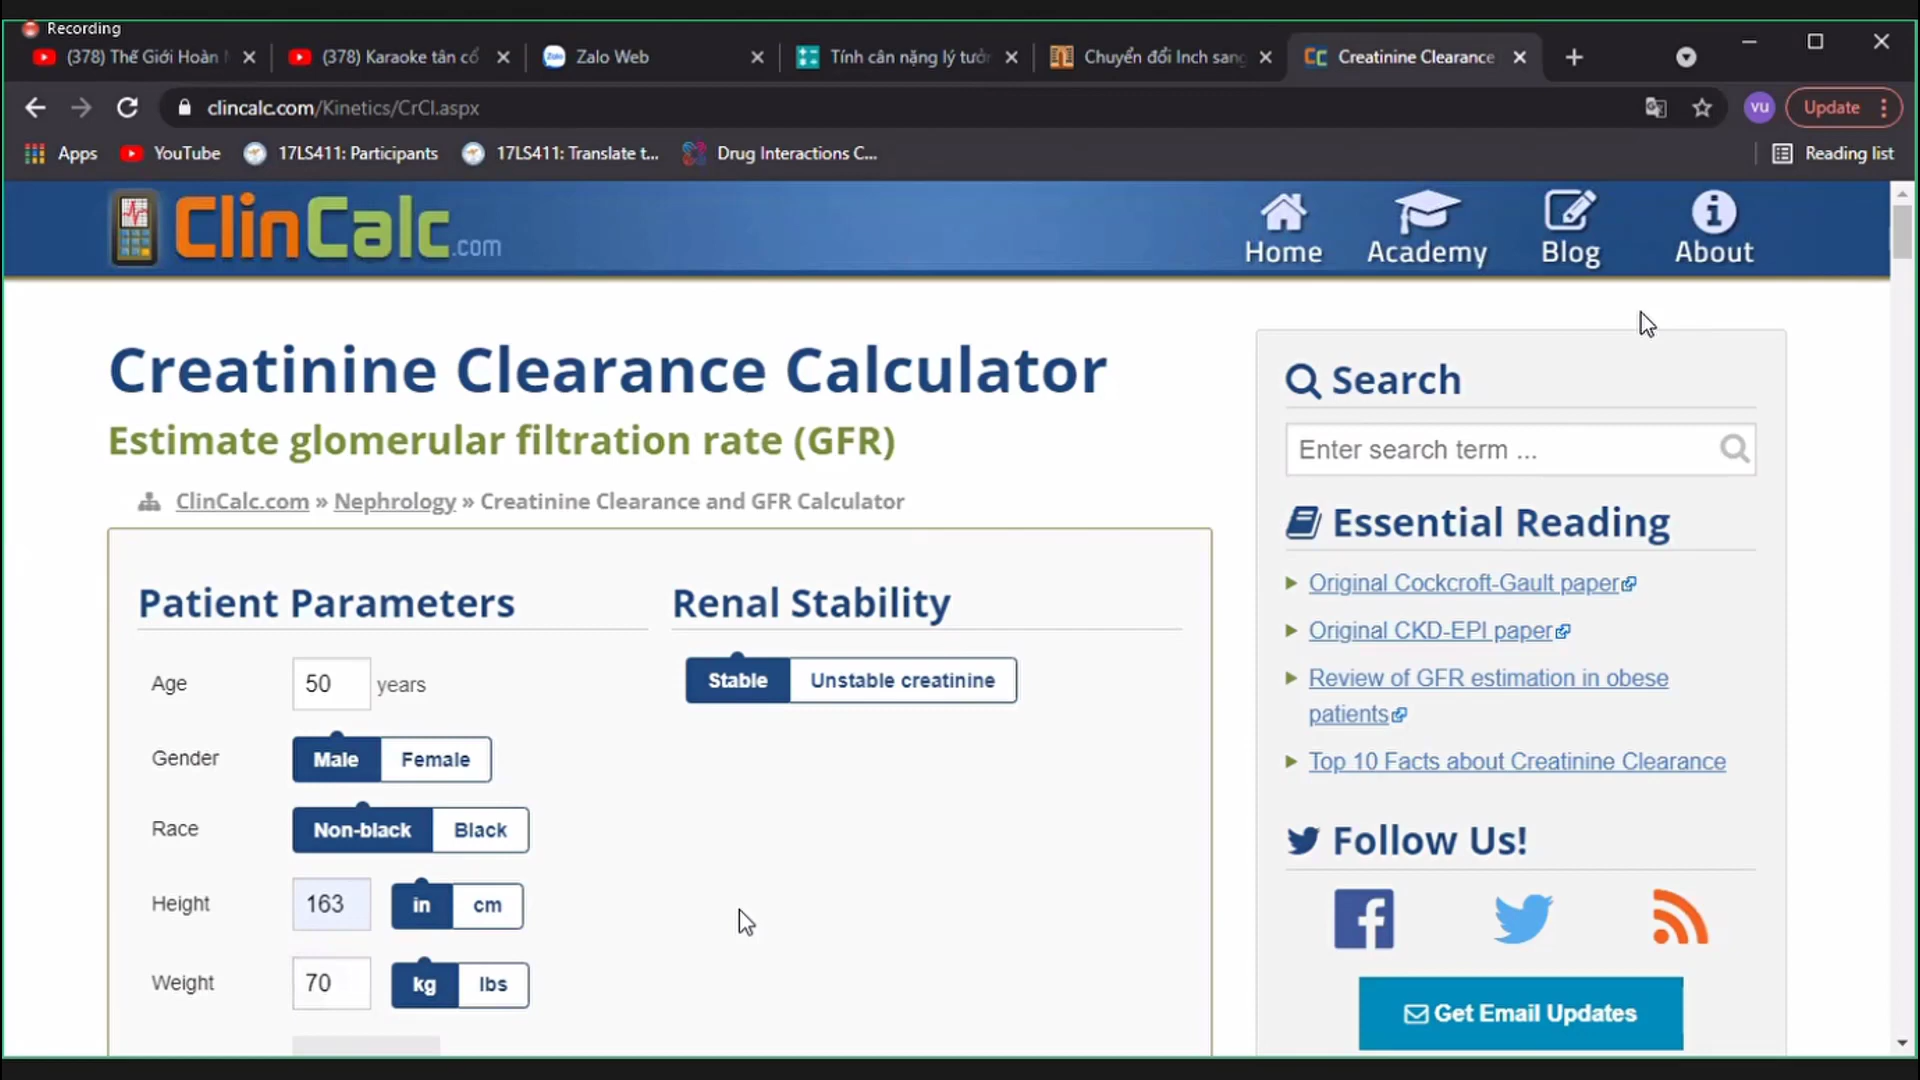 Recording
(378) Thế Giới Hoàn
(378) Karaoke tân cổ
Zalo Web
Tính cân nặng lý tưở
Chuyển đổi Inch sang
Creatinine Clearance
clincalc.com/Kinetics/CrCl.aspx
vu
Update
Apps
YouTube
17LS411: Participants
17LS411: Translate t...
Drug Interactions C...
Reading list
ClinCalc.com
Home
Academy
Blog
About
Creatinine Clearance Calculator
Estimate glomerular filtration rate (GFR)
ClinCalc.com » Nephrology » Creatinine Clearance and GFR Calculator
Patient Parameters
Age 50 years
Gender Male Female
Race Non-black Black
Height 163 in cm
Weight 70 kg lbs
Renal Stability
Stable Unstable creatinine
Search
Enter search term ...
Essential Reading
Original Cockcroft-Gault paper
Original CKD-EPI paper
Review of GFR estimation in obese
patients
Top 10 Facts about Creatinine Clearance
Follow Us!
Get Email Updates